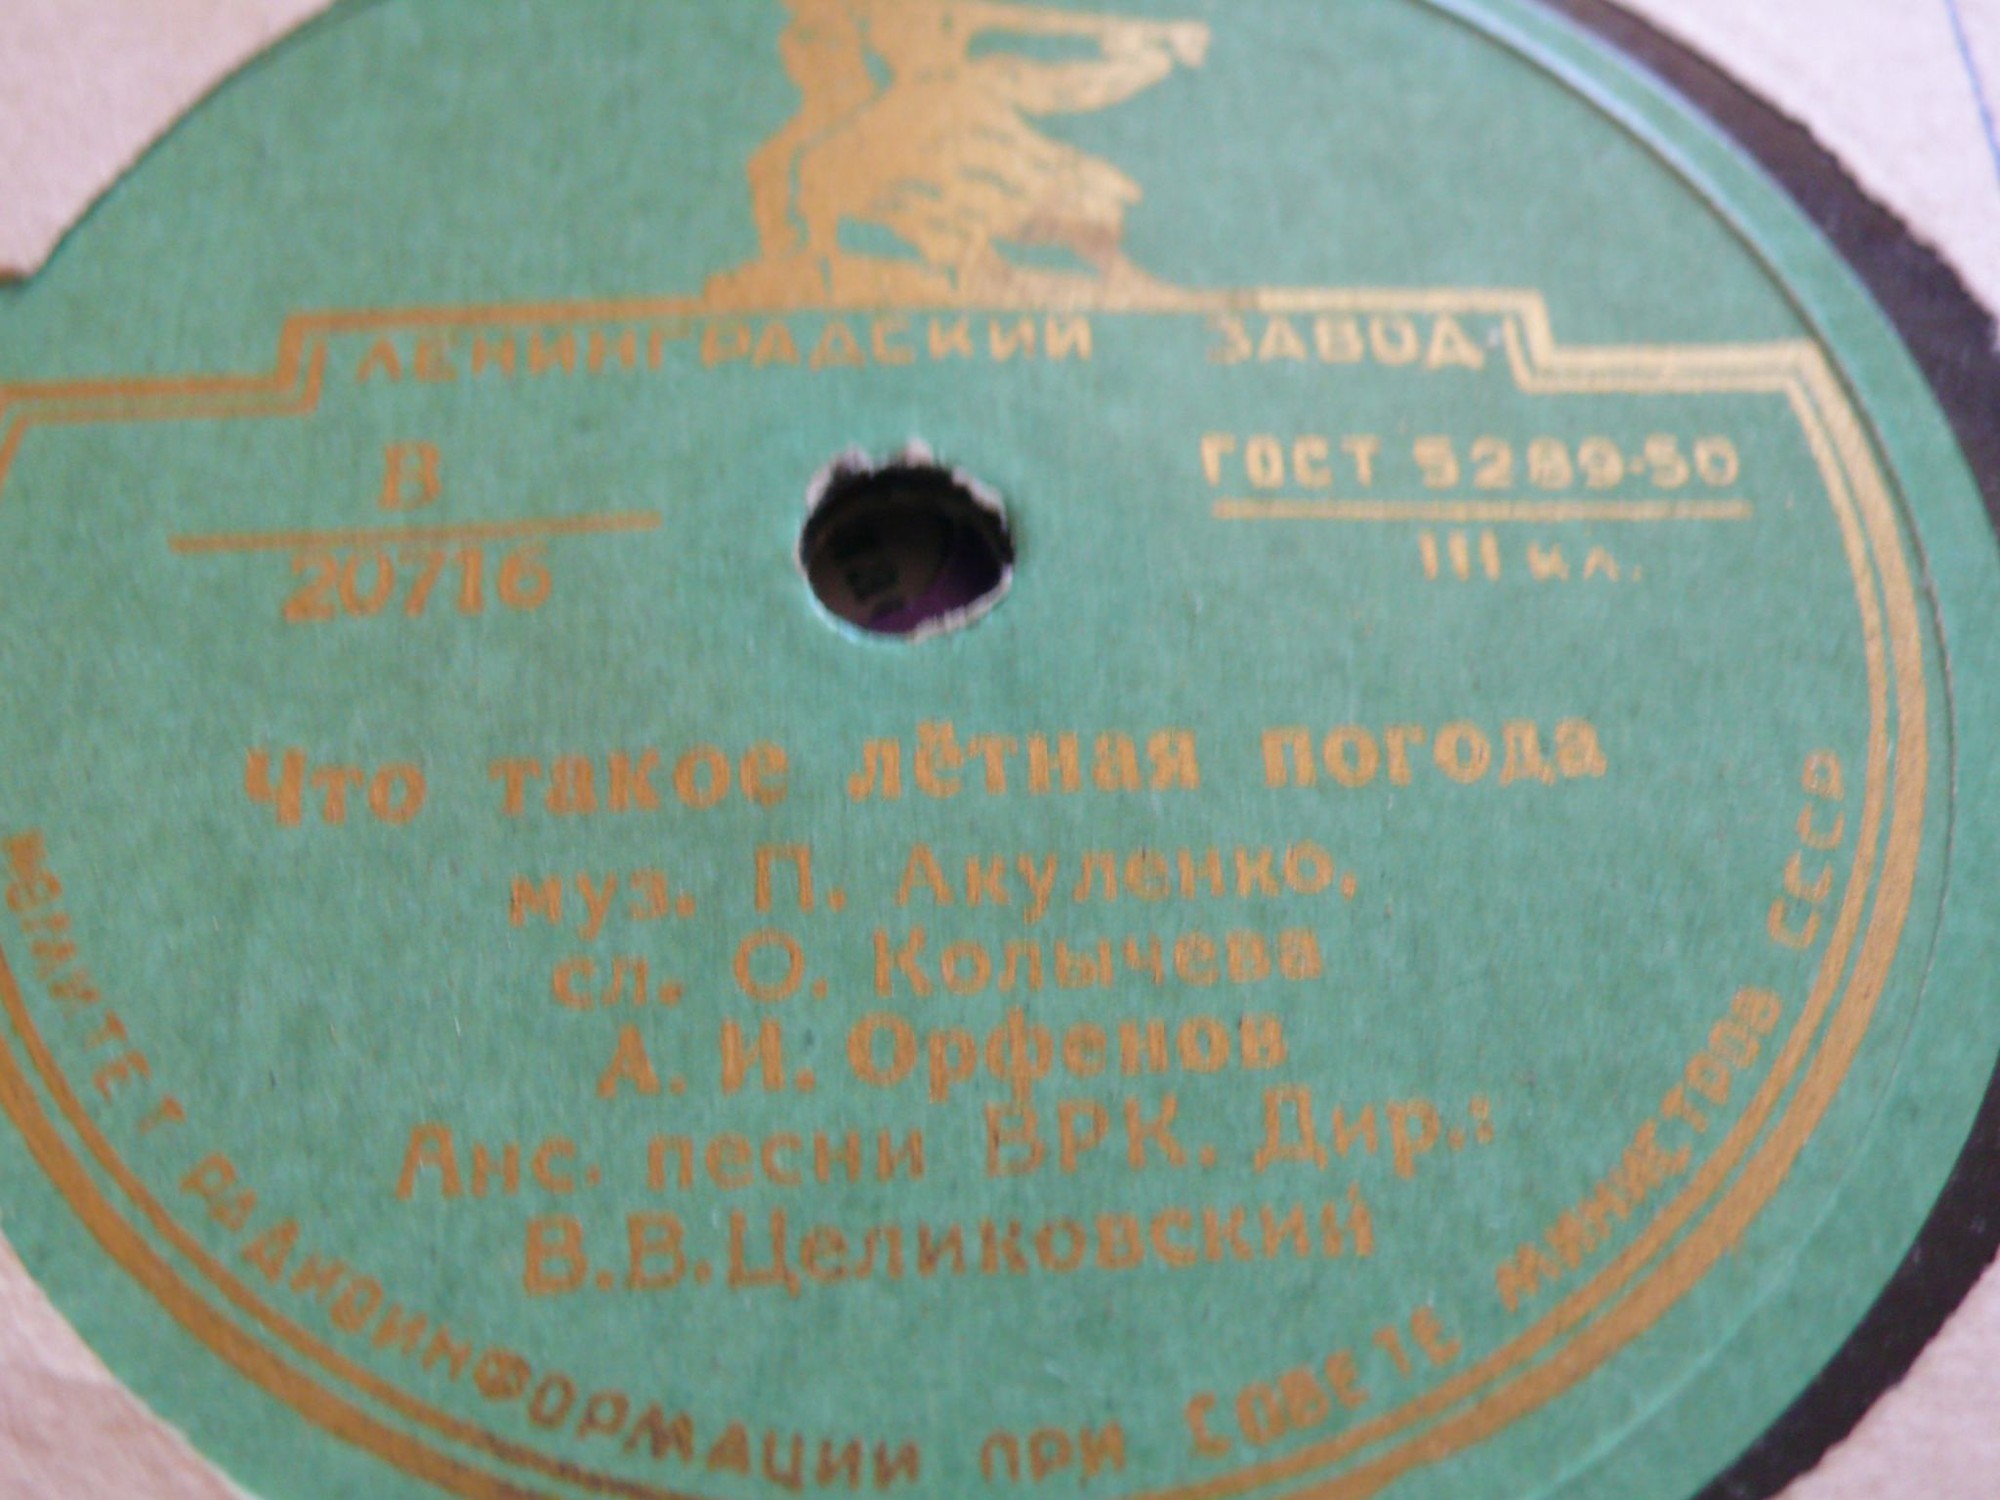 ЛЕНИНГРАДСКИЙ ЗАВОД
В
20716
ГОСТ 5289-50
III кл.
Что такое лётная погода
муз. П. Акуленко,
сл. О. Колычева
А. И. Орфенов
Анс. песни ВРК. Дир.:
В.В.Целиковский
РАДИОИНФОРМАЦИИ ПРИ СОВЕТЕ МИНИСТРОВ СССР